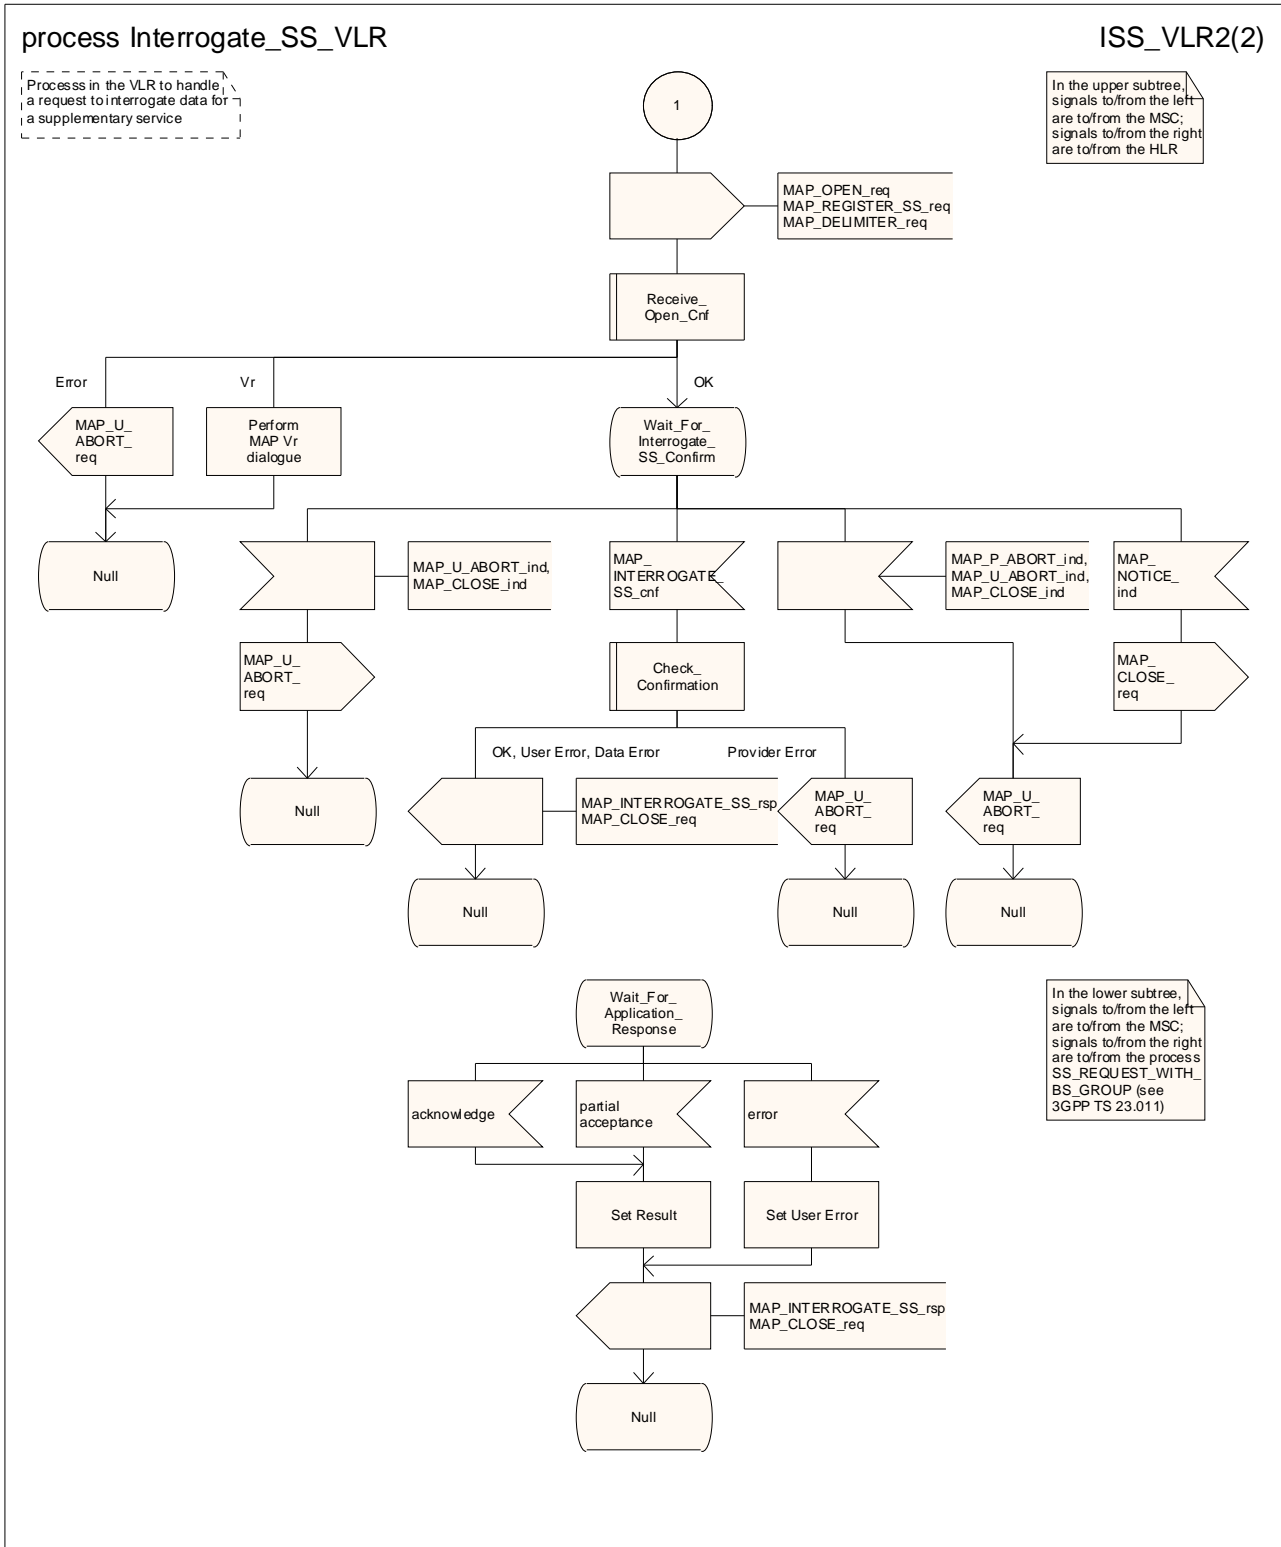 process Interrogate_SS_VLR
ISS_VLR2(2)
Processs in the VLR to handle
a request to interrogate data for
a supplementary service
1
In the upper subtree,
signals to/from the left
are to/from the MSC;
signals to/from the right
are to/from the HLR
MAP_OPEN_req
MAP_REGISTER_SS_req
MAP_DELIMITER_req
Receive_
Open_Cnf
Error
Vr
OK
MAP_U_
ABORT_
req
Perform
MAP Vr
dialogue
Wait_For_
Interrogate_
SS_Confirm
Null
MAP_U_ABORT_ind,
MAP_CLOSE_ind
MAP_
INTERROGATE_
SS_cnf
MAP_P_ABORT_ind,
MAP_U_ABORT_ind,
MAP_CLOSE_ind
MAP_
NOTICE_
ind
MAP_U_
ABORT_
req
Check_
Confirmation
MAP_
CLOSE_
req
OK, User Error, Data Error
Provider Error
Null
MAP_INTERROGATE_SS_rsp
MAP_CLOSE_req
MAP_U_
ABORT_
req
MAP_U_
ABORT_
req
Null
Null
Null
Wait_For_
Application_
Response
In the lower subtree,
signals to/from the left
are to/from the MSC;
signals to/from the right
are to/from the process
SS_REQUEST_WITH_
BS_GROUP (see
3GPP TS 23.011)
acknowledge
partial
acceptance
error
Set Result
Set User Error
MAP_INTERROGATE_SS_rsp
MAP_CLOSE_req
Null